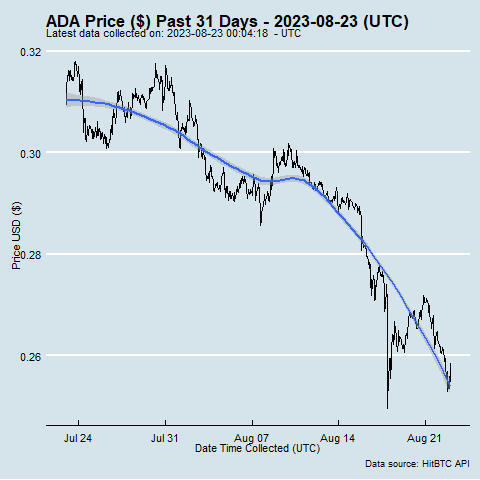 ADA Price ($) Past 31 Days - 2023-08-23 (UTC)
Latest data collected on: 2023-08-23 00:04:18  - UTC
0.32
0.30
0.28
0.26
Price USD ($)
Jul 24 Jul 31 Aug 07 Aug 14 Aug 21
Date Time Collected (UTC)
Data source: HitBTC API